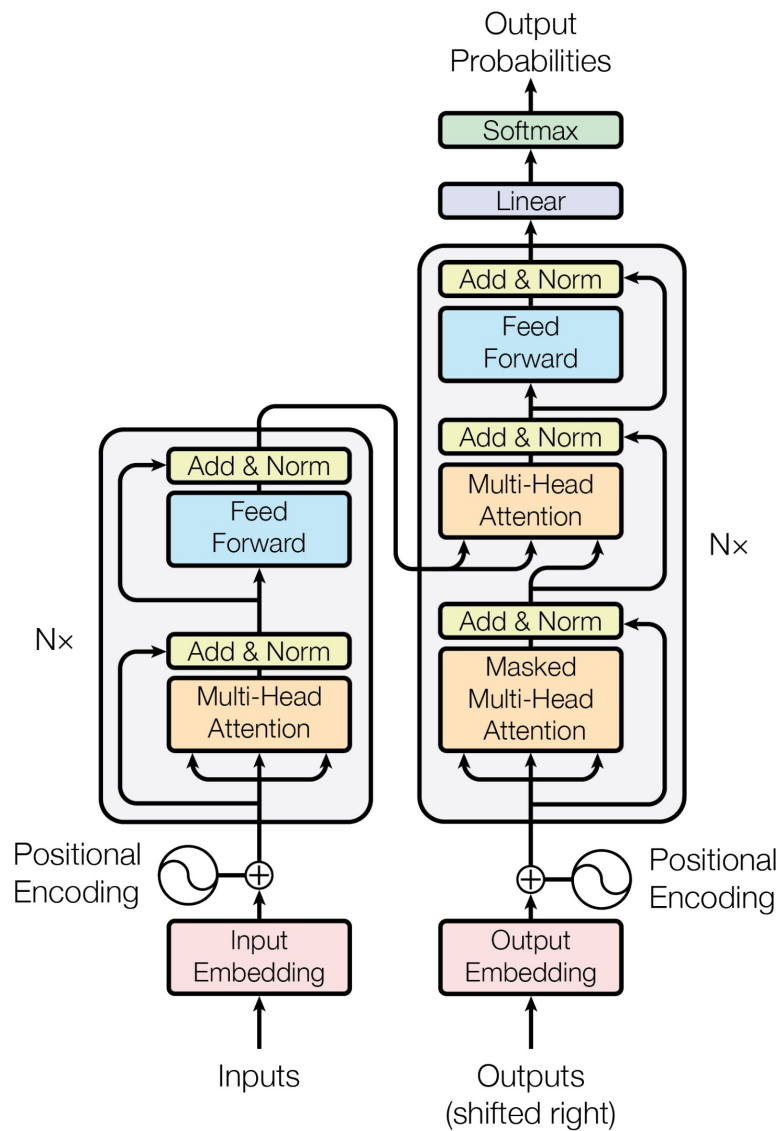 Output
Probabilities
Softmax
Linear
Add & Norm
Feed
Forward
Add & Norm
Multi-Head
Attention
Add & Norm
Masked
Multi-Head
Attention
N×
Add & Norm
Feed
Forward
Add & Norm
Multi-Head
Attention
N×
Positional
Encoding
Input
Embedding
Inputs
Positional
Encoding
Output
Embedding
Outputs
(shifted right)